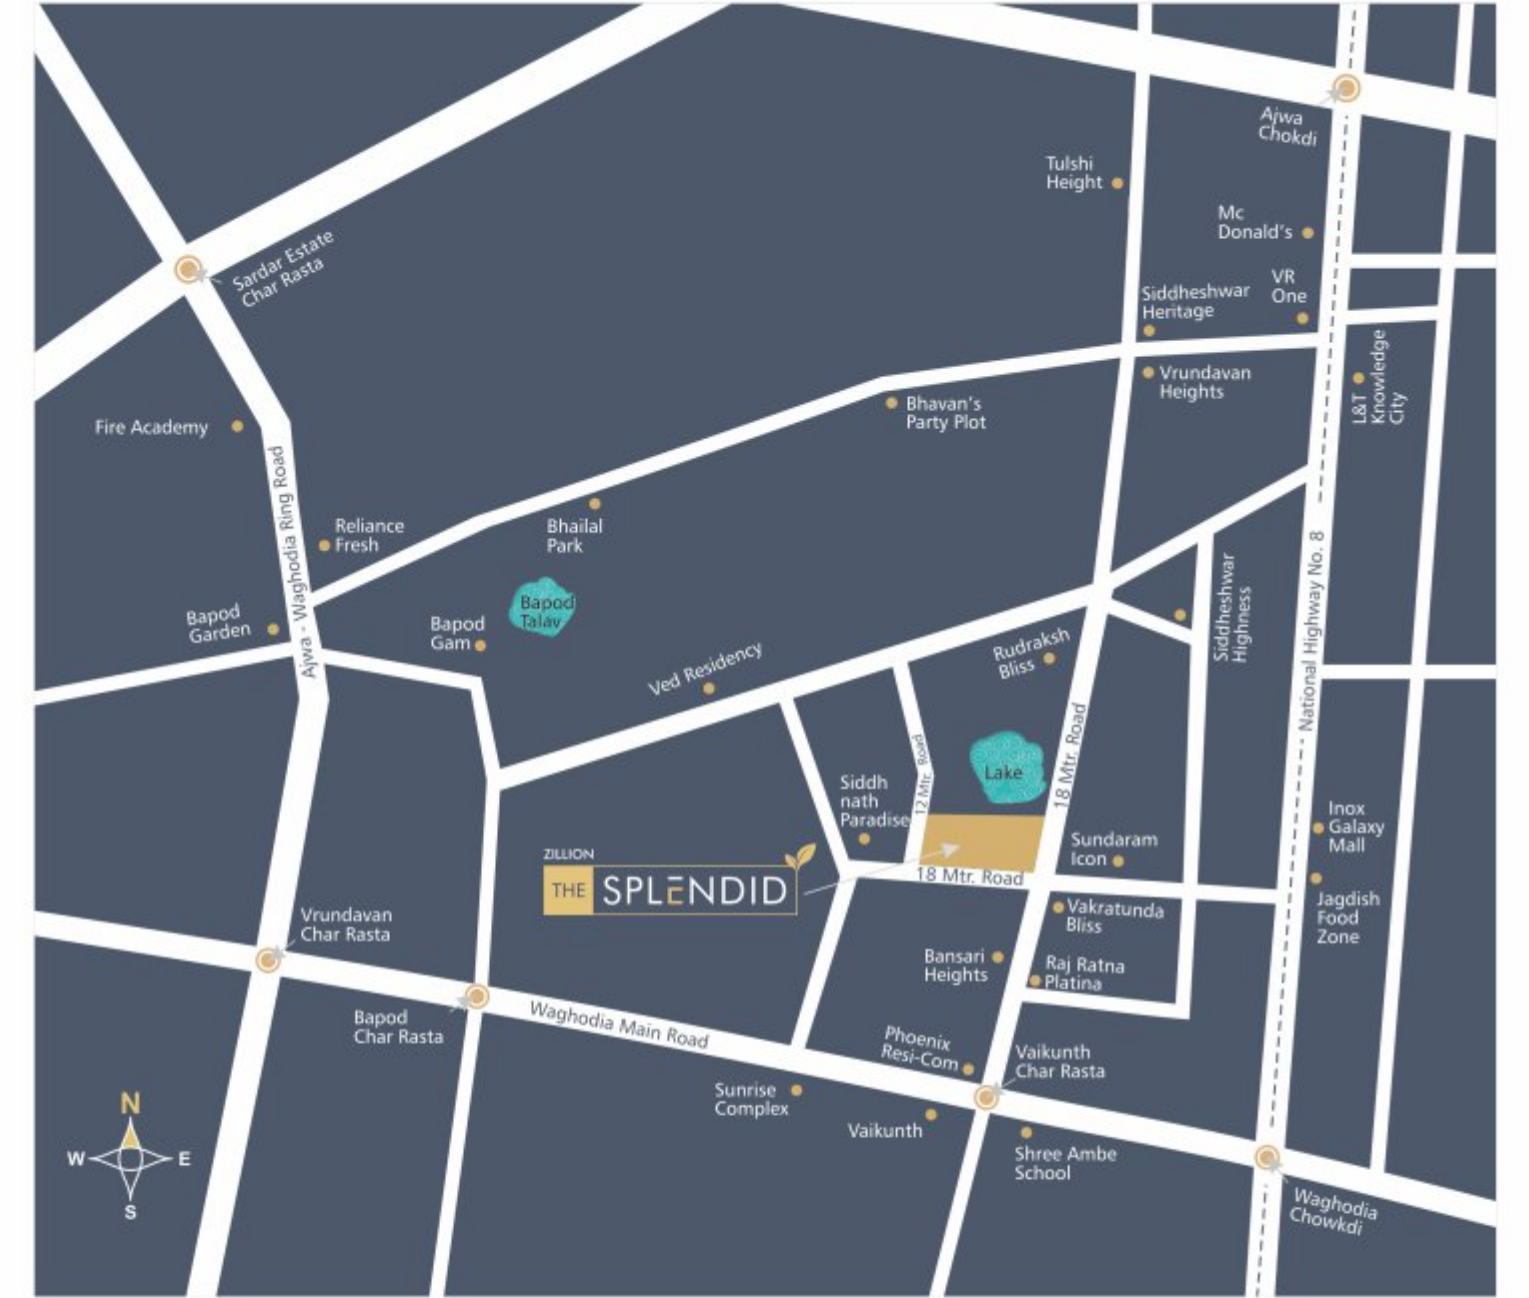 Ajwa
Chokdi
Tulshi
Height
Mc
Donald's
Sardar Estate
Char Rasta
VR
One
Siddheshwar
Heritage
L&T
Knowledge
City
Vrundavan
Heights
Bhavan's
Party Plot
Fire Academy
Ajwa - Waghodia Ring Road
Reliance
Fresh
Bhailal
Park
National Highway No. 8
Siddheshwar
Highness
Bapod
Talav
Bapod
Garden
Bapod
Gam
Rudraksh
Bliss
Ved Residency
18 Mtr. Road
12 Mtr. Road
Lake
Siddh
nath
Paradise
Inox
Galaxy
Mall
Sundaram
Icon
ZILLION
THE SPLENDID
18 Mtr. Road
Jagdish
Food
Zone
Vakratunda
Bliss
Vrundavan
Char Rasta
Bansari
Heights
Raj Ratna
Platina
Bapod
Char Rasta
Waghodia Main Road
Phoenix
Resi-Com
Vaikunth
Char Rasta
Sunrise
Complex
Vaikunth
Shree Ambe
School
Waghodia
Chowkdi
N
W E
S